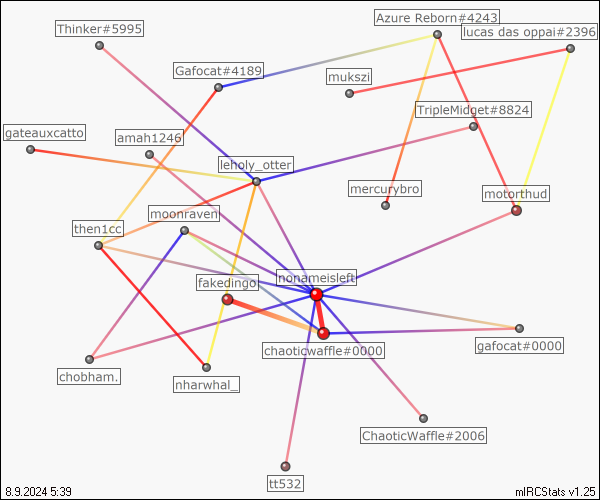 Azure Reborn#4243
Thinker#5995
lucas das oppai#2396
Gafocat#4189
mukszi
TripleMidget#8824
gateauxcatto
amah1246
leholy_otter
mercurybro
motorthud
moonraven
then1cc
nonameisleft
fakedingo
chaoticwaffle#0000
gafocat#0000
chobham.
nharwhal_
ChaoticWaffle#2006
tt532
8.9.2024 5:39
mIRCStats v1.25